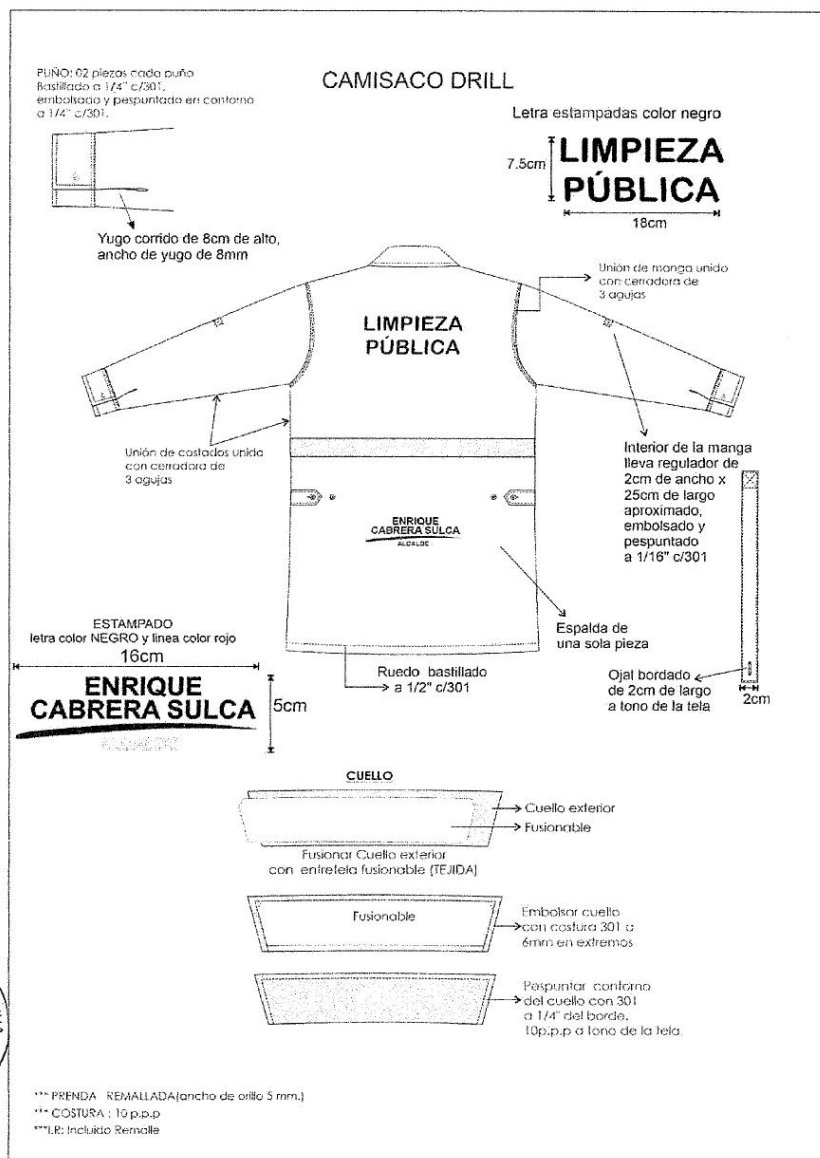 PUÑO: 02 piezas cada puño
Bastillado a 1/4" c/301,
embolsado y pespuntado en contorno
a 1/4" c/301.
CAMISACO DRILL
Letra estampadas color negro
7.5cm
LIMPIEZA
PÚBLICA
18cm
Yugo corrido de 8cm de alto,
ancho de yugo de 8mm
Unión de manga unido
con cerradora de
3 agujas
LIMPIEZA
PÚBLICA
Unión de costados unido
con cerradora de
3 agujas
Interior de la manga
lleva regulador de
2cm de ancho x
25cm de largo
aproximado,
embolsado y
pespuntado
a 1/16" c/301
ENRIQUE
CABRERA SULCA
ALCALDE
Espalda de
una sola pieza
ESTAMPADO
letra color NEGRO y linea color rojo
16cm
ENRIQUE
CABRERA SULCA
5cm
Ruedo bastillado
a 1/2" c/301
Ojal bordado
de 2cm de largo
a tono de la tela
2cm
CUELLO
Cuello exterior
Fusionable
Fusionar Cuello exterior
con entretela fusionable (TEJIDA)
Fusionable
Embolsar cuello
con costura 301 a
6mm en extremos
Pespuntar contorno
del cuello con 301
a 1/4" del borde.
10p.p.p a tono de la tela.
*** PRENDA REMALLADA(ancho de orillo 5 mm.)
*** COSTURA : 10 p.p.p
***I.R: Incluido Remalle